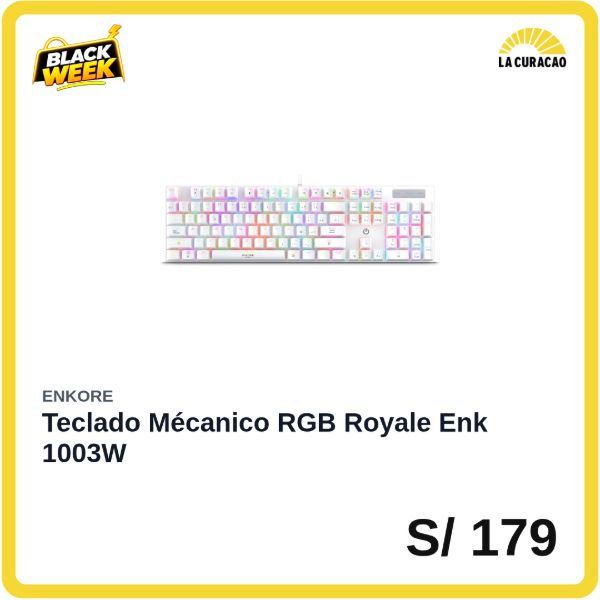 BLACK
WEEK
LA CURACAO
ENKORE
Teclado Mécanico RGB Royale Enk
1003W
S/ 179